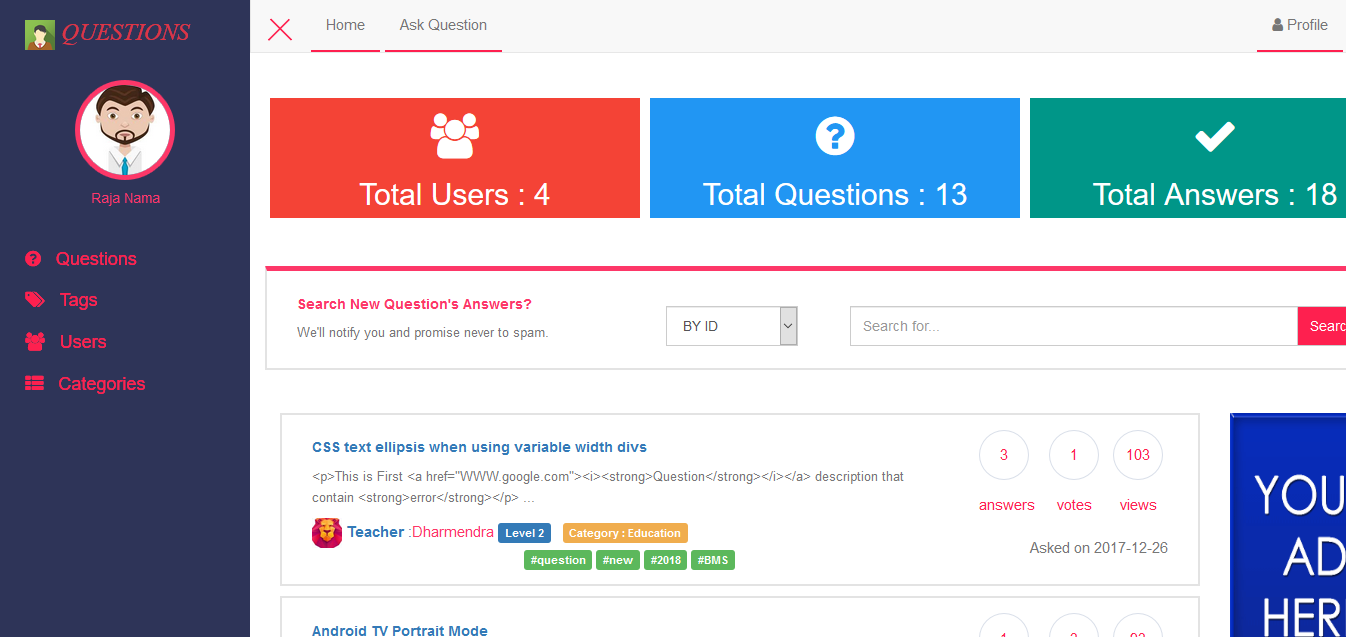 QUESTIONS
Home
Ask Question
Profile
Raja Nama
Questions
Tags
Users
Categories
Total Users : 4
Total Questions : 13
Total Answers : 18
Search New Question's Answers?
We'll notify you and promise never to spam.
BY ID
Search for...
Searc
CSS text ellipsis when using variable width divs
<p>This is First <a href="WWW.google.com"><i><strong>Question</strong></i></a> description that
contain <strong>error</strong></p> ...
Teacher :Dharmendra Level 2 Category : Education
#question #new #2018 #BMS
3 1 103
answers votes views
Asked on 2017-12-26
YOU
AD
HER
Android TV Portrait Mode